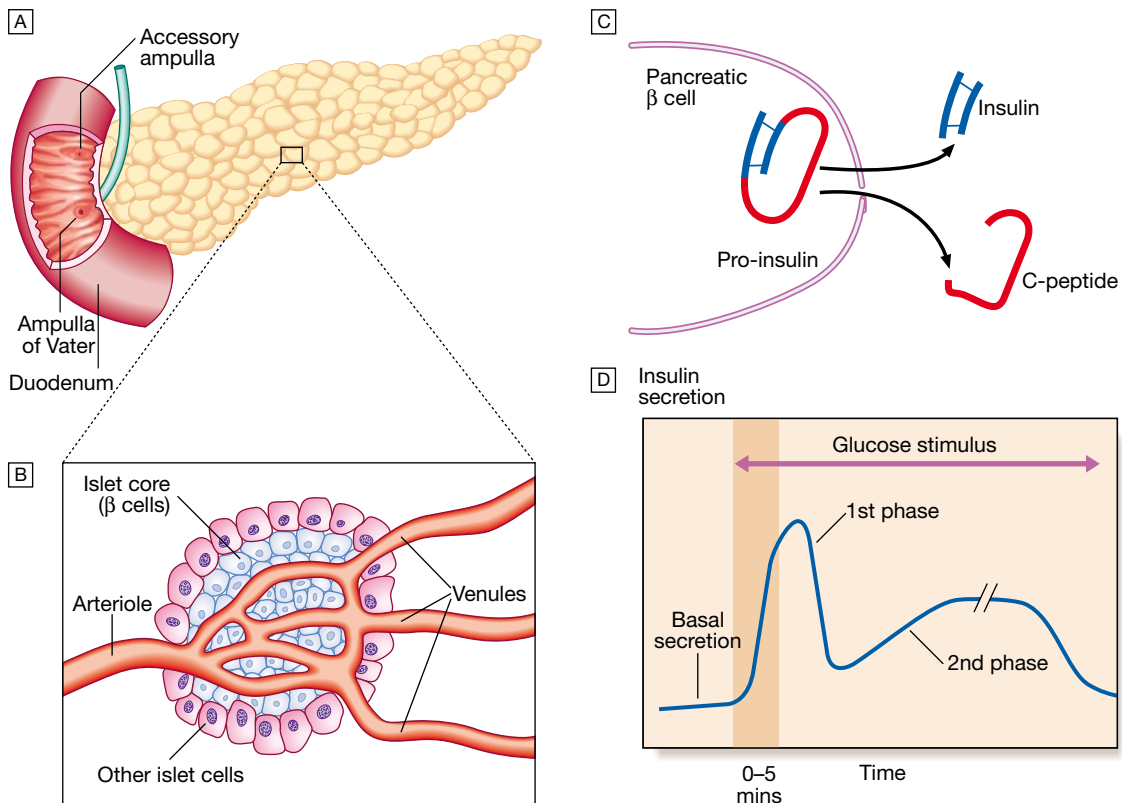 A
Accessory
ampulla
Ampulla
of Vater
Duodenum
B
Islet core
(β cells)
Arteriole
Venules
Other islet cells
C
Pancreatic
β cell
Insulin
Pro-insulin
C-peptide
D
Insulin
secretion
Glucose stimulus
1st phase
Basal
secretion
2nd phase
0–5
mins
Time